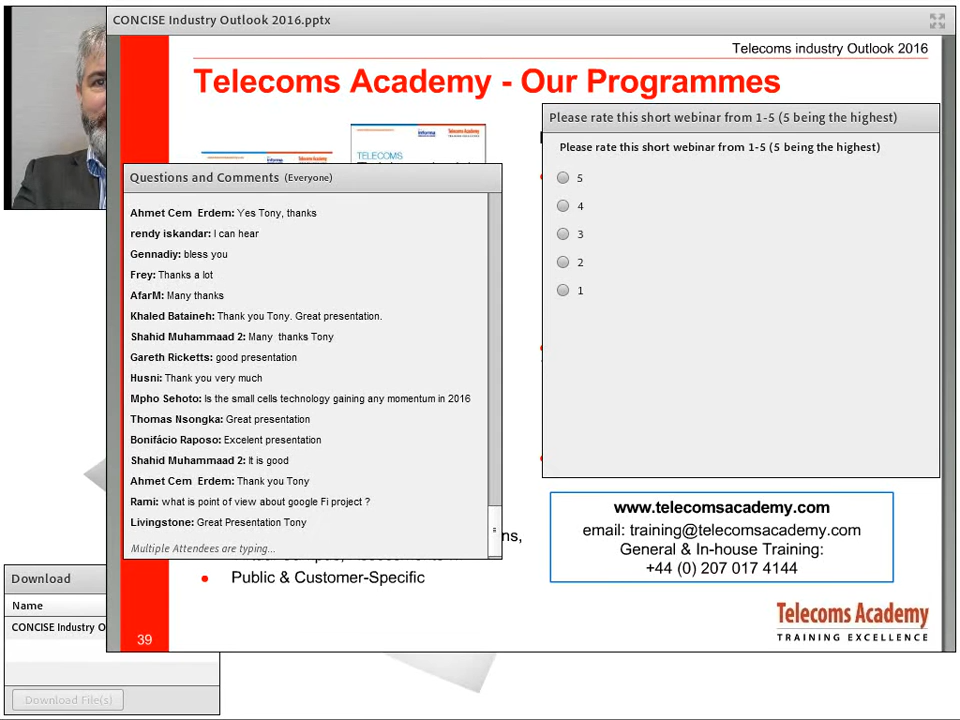 CONCISE Industry Outlook 2016.pptx
Telecoms industry Outlook 2016
Telecoms Academy - Our Programmes
informa
Telecoms Academy
TELECOMS
Please rate this short webinar from 1-5 (5 being the highest)
Please rate this short webinar from 1-5 (5 being the highest)
5
4
3
2
1
Questions and Comments (Everyone)
Ahmet Cem Erdem: Yes Tony, thanks
rendy iskandar: I can hear
Gennadiy: bless you
Frey: Thanks a lot
AfarM: Many thanks
Khaled Bataineh: Thank you Tony. Great presentation.
Shahid Muhammaad 2: Many thanks Tony
Gareth Ricketts: good presentation
Husni: Thank you very much
Mpho Sehoto: Is the small cells technology gaining any momentum in 2016
Thomas Nsongka: Great presentation
Bonifácio Raposo: Excelent presentation
Shahid Muhammaad 2: It is good
Ahmet Cem Erdem: Thank you Tony
Rami: what is point of view about google Fi project ?
Livingstone: Great Presentation Tony
Multiple Attendees are typing...
ns,
• Public & Customer-Specific
www.telecomsacademy.com
email: training@telecomsacademy.com
General & In-house Training:
+44 (0) 207 017 4144
Telecoms Academy
TRAINING EXCELLENCE
39
Download
Name
CONCISE Industry O
Download File(s)